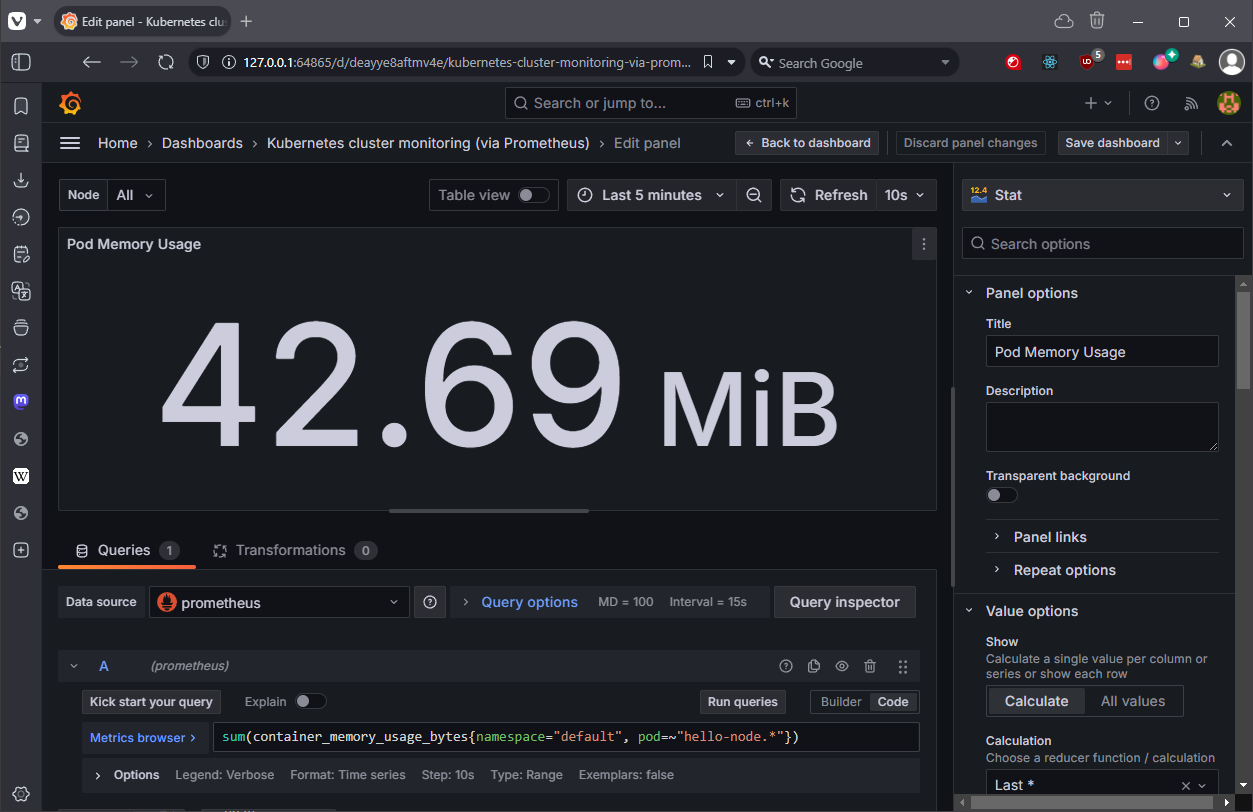 Edit panel - Kubernetes clu
127.0.0.1:64865/d/deayye8aftmv4e/kubernetes-cluster-monitoring-via-prom...
Search Google
5
Search or jump to...
ctrl+k
Home › Dashboards › Kubernetes cluster monitoring (via Prometheus) › Edit panel
Back to dashboard
Discard panel changes
Save dashboard
Node
All
Table view
Last 5 minutes
Refresh
10s
12.4
Stat
Search options
Pod Memory Usage
42.69 MiB
Panel options
Title
Pod Memory Usage
Description
Transparent background
Panel links
Repeat options
Value options
Show
Calculate a single value per column or
series or show each row
Calculate
All values
Calculation
Choose a reducer function / calculation
Last *
Queries 1
Transformations 0
Data source
prometheus
Query options
MD = 100
Interval = 15s
Query inspector
A
(prometheus)
Kick start your query
Explain
Run queries
Builder
Code
Metrics browser
sum(container_memory_usage_bytes{namespace="default", pod=~"hello-node.*"})
Options
Legend: Verbose
Format: Time series
Step: 10s
Type: Range
Exemplars: false